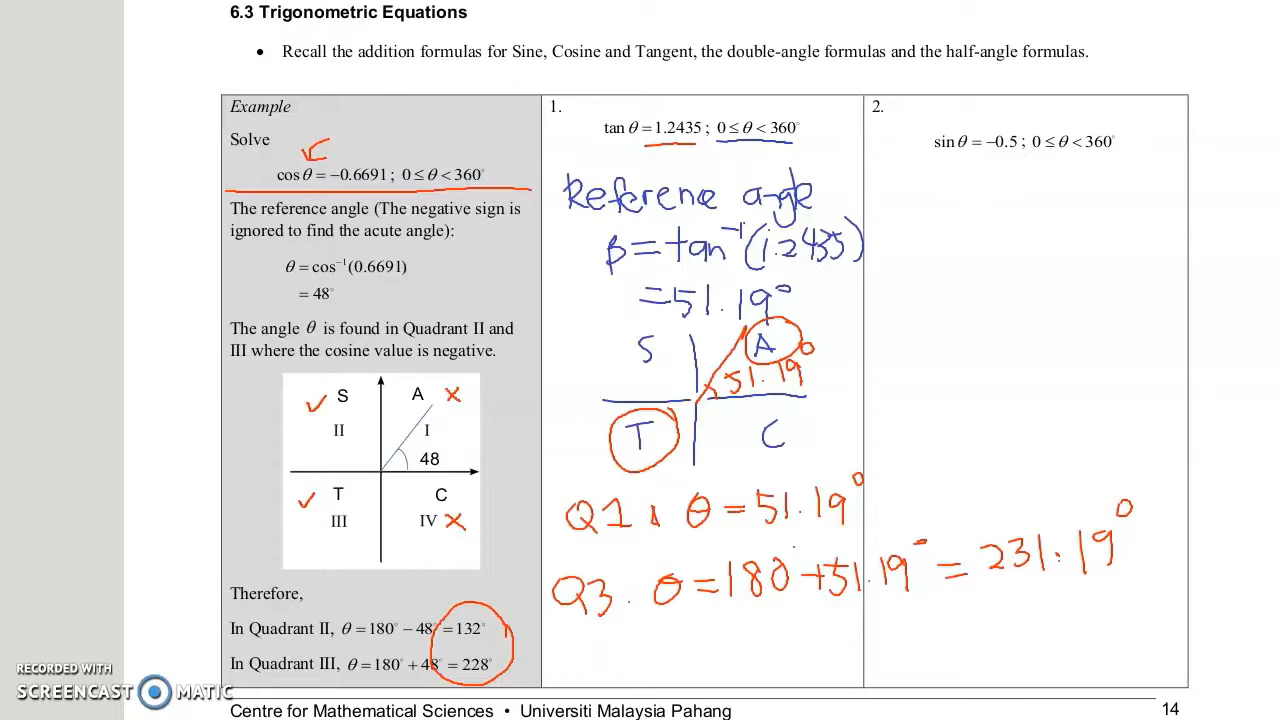 6.3 Trigonometric Equations
• Recall the addition formulas for Sine, Cosine and Tangent, the double-angle formulas and the half-angle formulas.
Example
Solve
cos θ = −0.6691 ; 0 ≤ θ < 360°
The reference angle (The negative sign is
ignored to find the acute angle):
θ = cos⁻¹(0.6691)
= 48°
The angle θ is found in Quadrant II and
III where the cosine value is negative.
S A
II I
48
T C
III IV
Therefore,
In Quadrant II, θ = 180° − 48° = 132°
In Quadrant III, θ = 180° + 48° = 228°
1.
tan θ = 1.2435 ; 0 ≤ θ < 360°
Reference angle
β = tan⁻¹(1.2435)
= 51.19°
S A
51.19°
T C
Q1, θ = 51.19°
Q3. θ = 180° + 51.19° = 231.19°
2.
sin θ = −0.5 ; 0 ≤ θ < 360°
RECORDED WITH
SCREENCAST MATIC
Centre for Mathematical Sciences • Universiti Malaysia Pahang 14